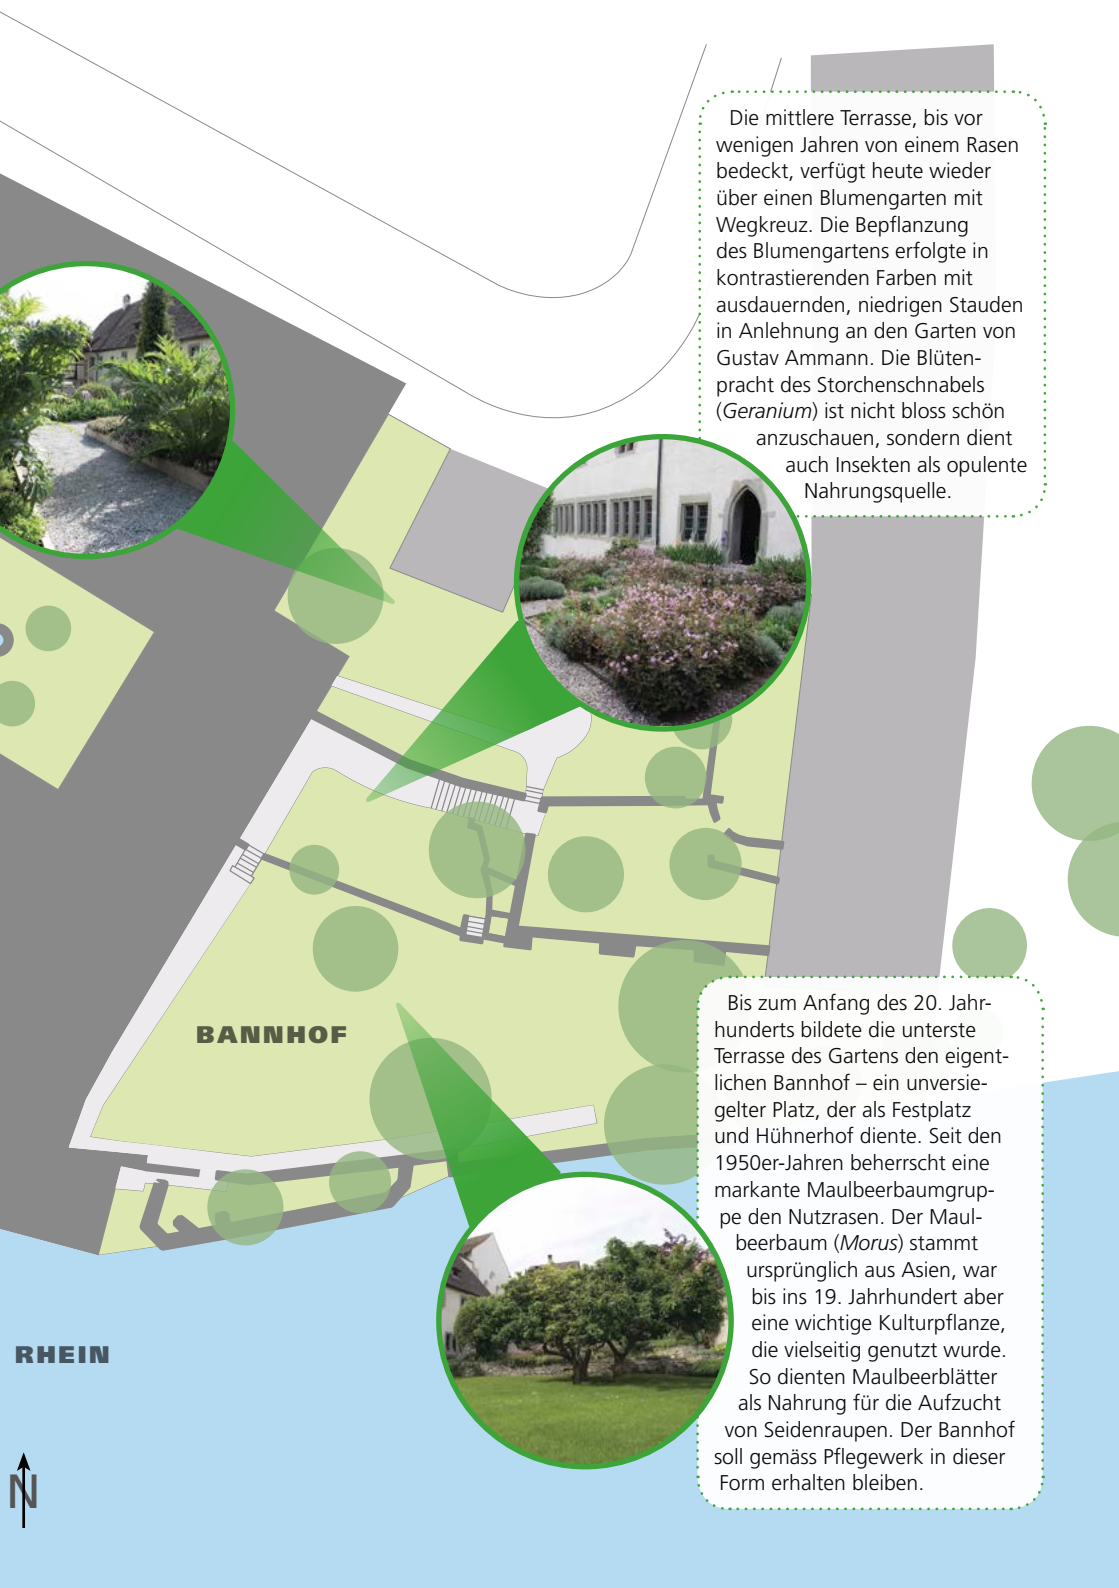 Die mittlere Terrasse, bis vor
wenigen Jahren von einem Rasen
bedeckt, verfügt heute wieder
über einen Blumengarten mit
Wegkreuz. Die Bepflanzung
des Blumengartens erfolgte in
kontrastierenden Farben mit
ausdauernden, niedrigen Stauden
in Anlehnung an den Garten von
Gustav Ammann. Die Blüten-
pracht des Storchenschnabels
(Geranium) ist nicht bloss schön
anzuschauen, sondern dient
auch Insekten als opulente
Nahrungsquelle.
BANNHOF
Bis zum Anfang des 20. Jahr-
hunderts bildete die unterste
Terrasse des Gartens den eigent-
lichen Bannhof – ein unversie-
gelter Platz, der als Festplatz
und Hühnerhof diente. Seit den
1950er-Jahren beherrscht eine
markante Maulbeerbaumgrup-
pe den Nutzrasen. Der Maul-
beerbaum (Morus) stammt
ursprünglich aus Asien, war
bis ins 19. Jahrhundert aber
eine wichtige Kulturpflanze,
die vielseitig genutzt wurde.
So dienten Maulbeerblätter
als Nahrung für die Aufzucht
von Seidenraupen. Der Bannhof
soll gemäss Pflegewerk in dieser
Form erhalten bleiben.
RHEIN
N